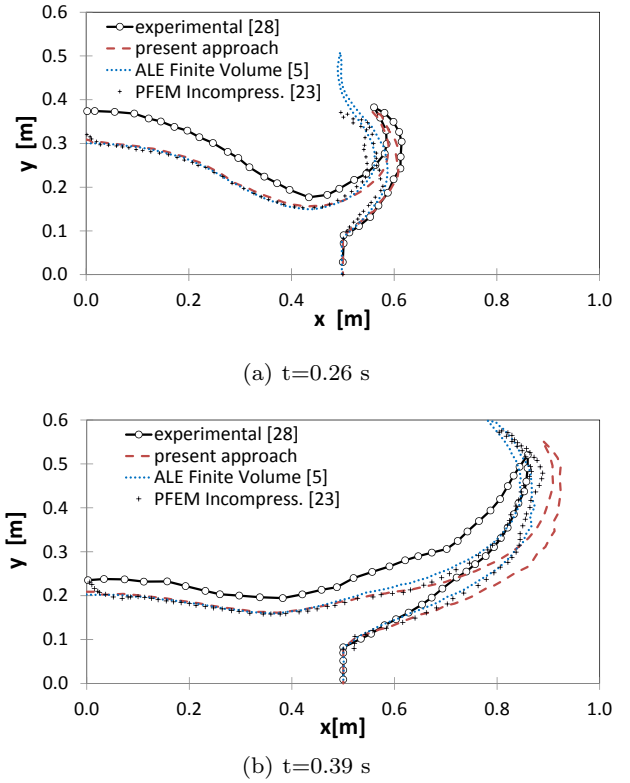 0.6
experimental [28]
present approach
0.5
ALE Finite Volume [5]
0.4
PFEM Incompress. [23]
y [m]
0.3
0.2
0.1
0.0
0.0 0.2 0.4 0.6 0.8 1.0
x [m]
(a) t=0.26 s
0.6
experimental [28]
present approach
0.5
ALE Finite Volume [5]
0.4
PFEM Incompress. [23]
y [m]
0.3
0.2
0.1
0.0
0.0 0.2 0.4 0.6 0.8 1.0
x[m]
(b) t=0.39 s